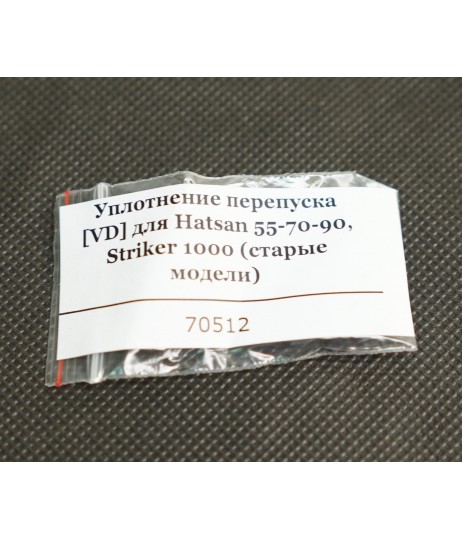 Уплотнение перепуска
[VD] для Hatsan 55-70-90,
Striker 1000 (старые
модели)
70512